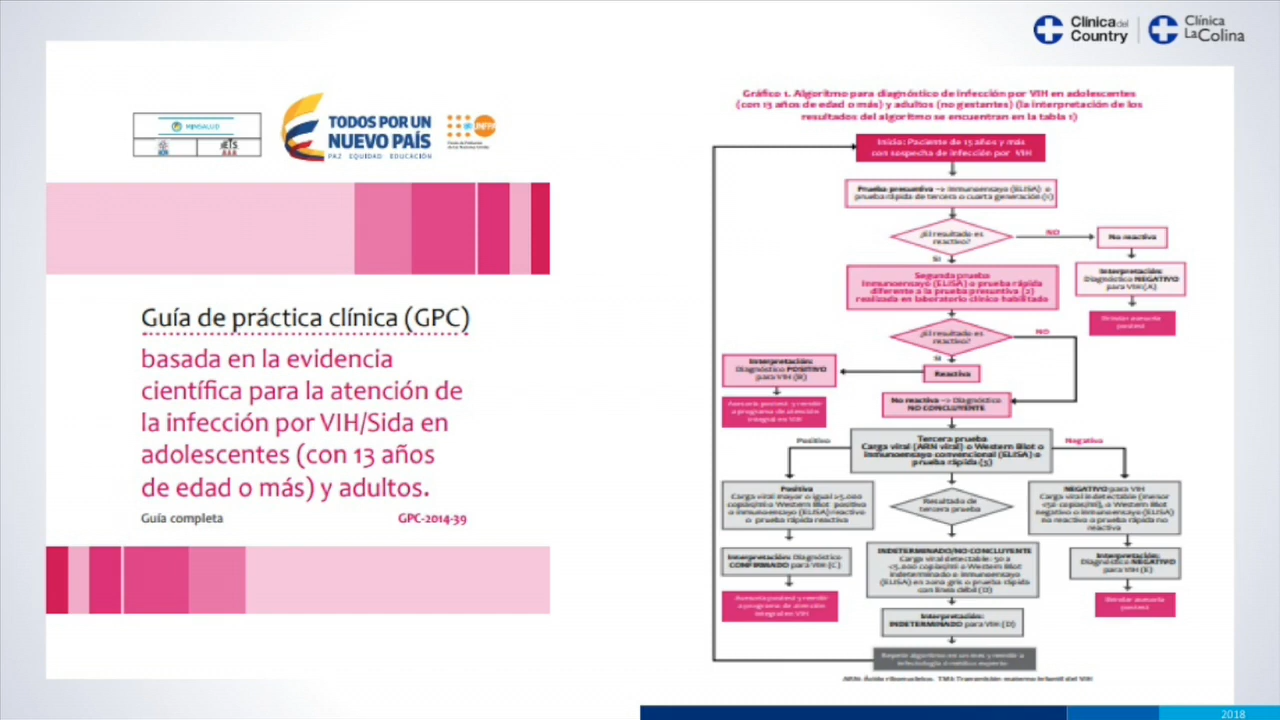 Clínica del
Country
Clínica
LaColina
MINSALUD
IETS
TODOS POR UN
NUEVO PAÍS
PAZ EQUIDAD EDUCACIÓN
UNFPA
Guía de práctica clínica (GPC)
basada en la evidencia
científica para la atención de
la infección por VIH/Sida en
adolescentes (con 13 años
de edad o más) y adultos.
Guía completa
GPC-2014-39
Gráfico 1. Algoritmo para diagnóstico de infección por VIH en adolescentes
(con 13 años de edad o más) y adultos (no gestantes) (la interpretación de los
resultados del algoritmo se encuentran en la tabla 1)
Inicio: Paciente de 13 años y más
con sospecha de infección por VIH
Prueba presuntiva –> Inmunoensayo (ELISA) o
prueba rápida de tercera o cuarta generación (1)
¿El resultado es
reactivo?
NO
No reactiva
SI
Interpretación:
Diagnóstico NEGATIVO
para VIH (A)
Brindar asesoría
postest
Segunda prueba
Inmunoensayo (ELISA) o prueba rápida
diferente a la prueba presuntiva (2)
realizada en laboratorio clínico habilitado
¿El resultado es
reactivo?
NO
SI
Reactiva
Interpretación:
Diagnóstico POSITIVO
para VIH (B)
Asesoría postest y remitir
a programa de atención
integral en VIH
No reactiva –> Diagnóstico
NO CONCLUYENTE
Positivo
Tercera prueba
Carga viral (ARN viral) o Western Blot o
inmunoensayo convencional (ELISA) o
prueba rápida (3)
Negativo
Positiva
Carga viral mayor o igual ≥5.000
copias/ml o Western Blot positivo
o inmunoensayo (ELISA) reactivo
o prueba rápida reactiva
Resultado de
tercera prueba
NEGATIVO para VIH
Carga viral indetectable (menor
<50 copias/ml), o Western Blot
negativo o inmunoensayo (ELISA)
no reactiva o prueba rápida no
reactiva
Interpretación: Diagnóstico
CONFIRMADO para VIH (C)
INDETERMINADO/NO CONCLUYENTE
Carga viral detectable: 50 a
<5.000 copias/ml o Western Blot
indeterminado o inmunoensayo
(ELISA) en zona gris o prueba rápida
con línea débil (D)
Interpretación:
Diagnóstico NEGATIVO
para VIH (E)
Asesoría postest y remitir
a programa de atención
integral en VIH
Brindar asesoría
postest
Interpretación:
INDETERMINADO para VIH (D)
Repetir algoritmo en un mes y remitir a
infectología o médico experto
ARN: Ácido ribonucleico. TMI: Transmisión materno infantil del VIH
2018